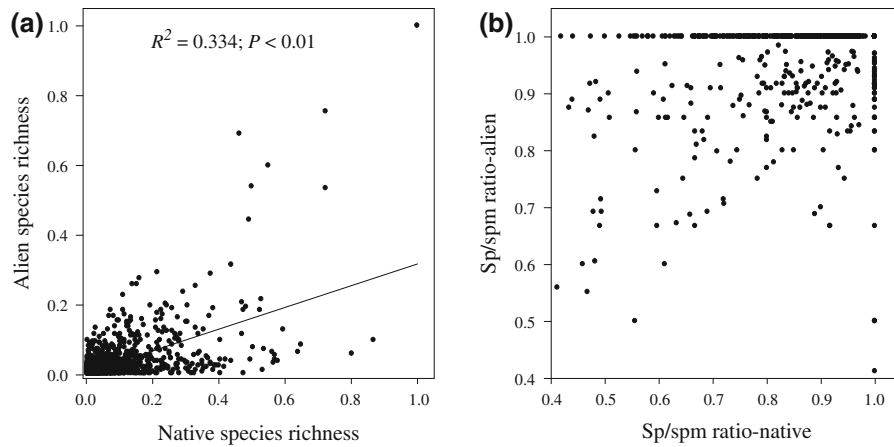 (a)
R² = 0.334; P < 0.01
Alien species richness
1.0
0.8
0.6
0.4
0.2
0.0
0.0 0.2 0.4 0.6 0.8 1.0
Native species richness
(b)
Sp/spm ratio-alien
1.0
0.9
0.8
0.7
0.6
0.5
0.4
0.4 0.5 0.6 0.7 0.8 0.9 1.0
Sp/spm ratio-native